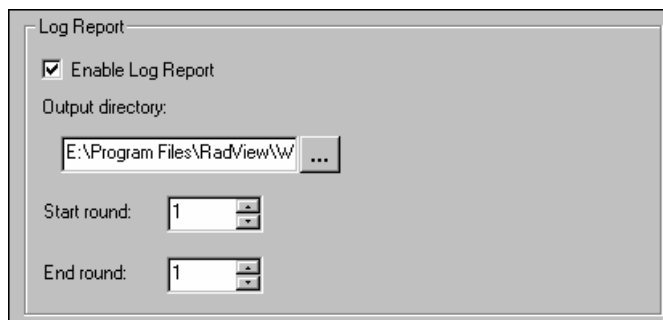 Log Report
Enable Log Report
Output directory:
E:\Program Files\RadView\W
...
Start round: 1
End round: 1